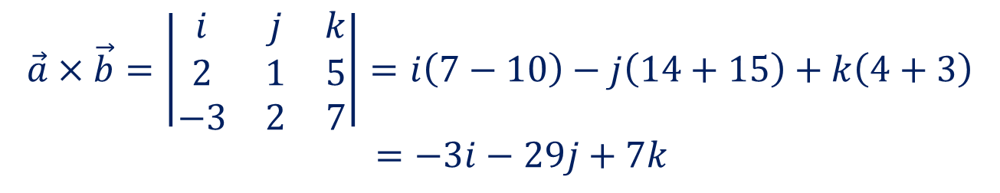 i j k
a⃗ × b⃗ = | 2 1 5 | = i(7 − 10) − j(14 + 15) + k(4 + 3)
−3 2 7
= −3i − 29j + 7k